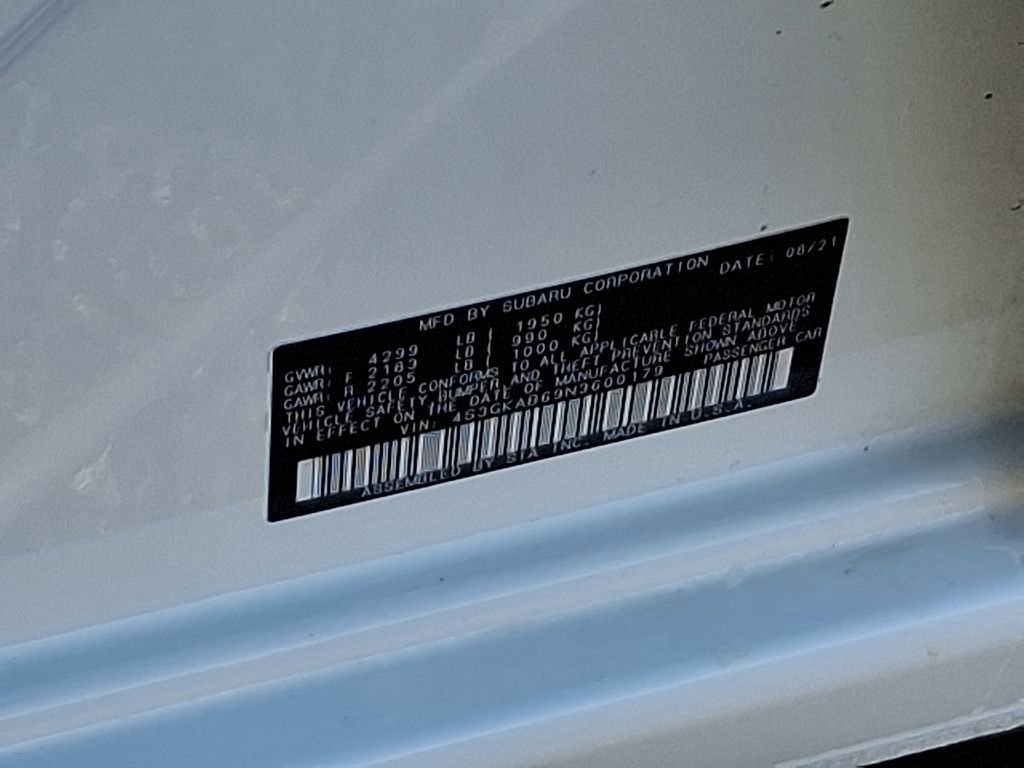 MFD BY SUBARU CORPORATION DATE: 08/21
GVWR: 4299 LB ( 1950 KG)
GAWR: F 2183 LB ( 990 KG)
GAWR: R 2205 LB ( 1000 KG)
THIS VEHICLE CONFORMS TO ALL APPLICABLE FEDERAL MOTOR
VEHICLE SAFETY, BUMPER AND THEFT PREVENTION STANDARDS
IN EFFECT ON THE DATE OF MANUFACTURE SHOWN ABOVE.
VIN: 4S3GKAD69N3600179 PASSENGER CAR
ASSEMBLED BY SIA INC. MADE IN U.S.A.